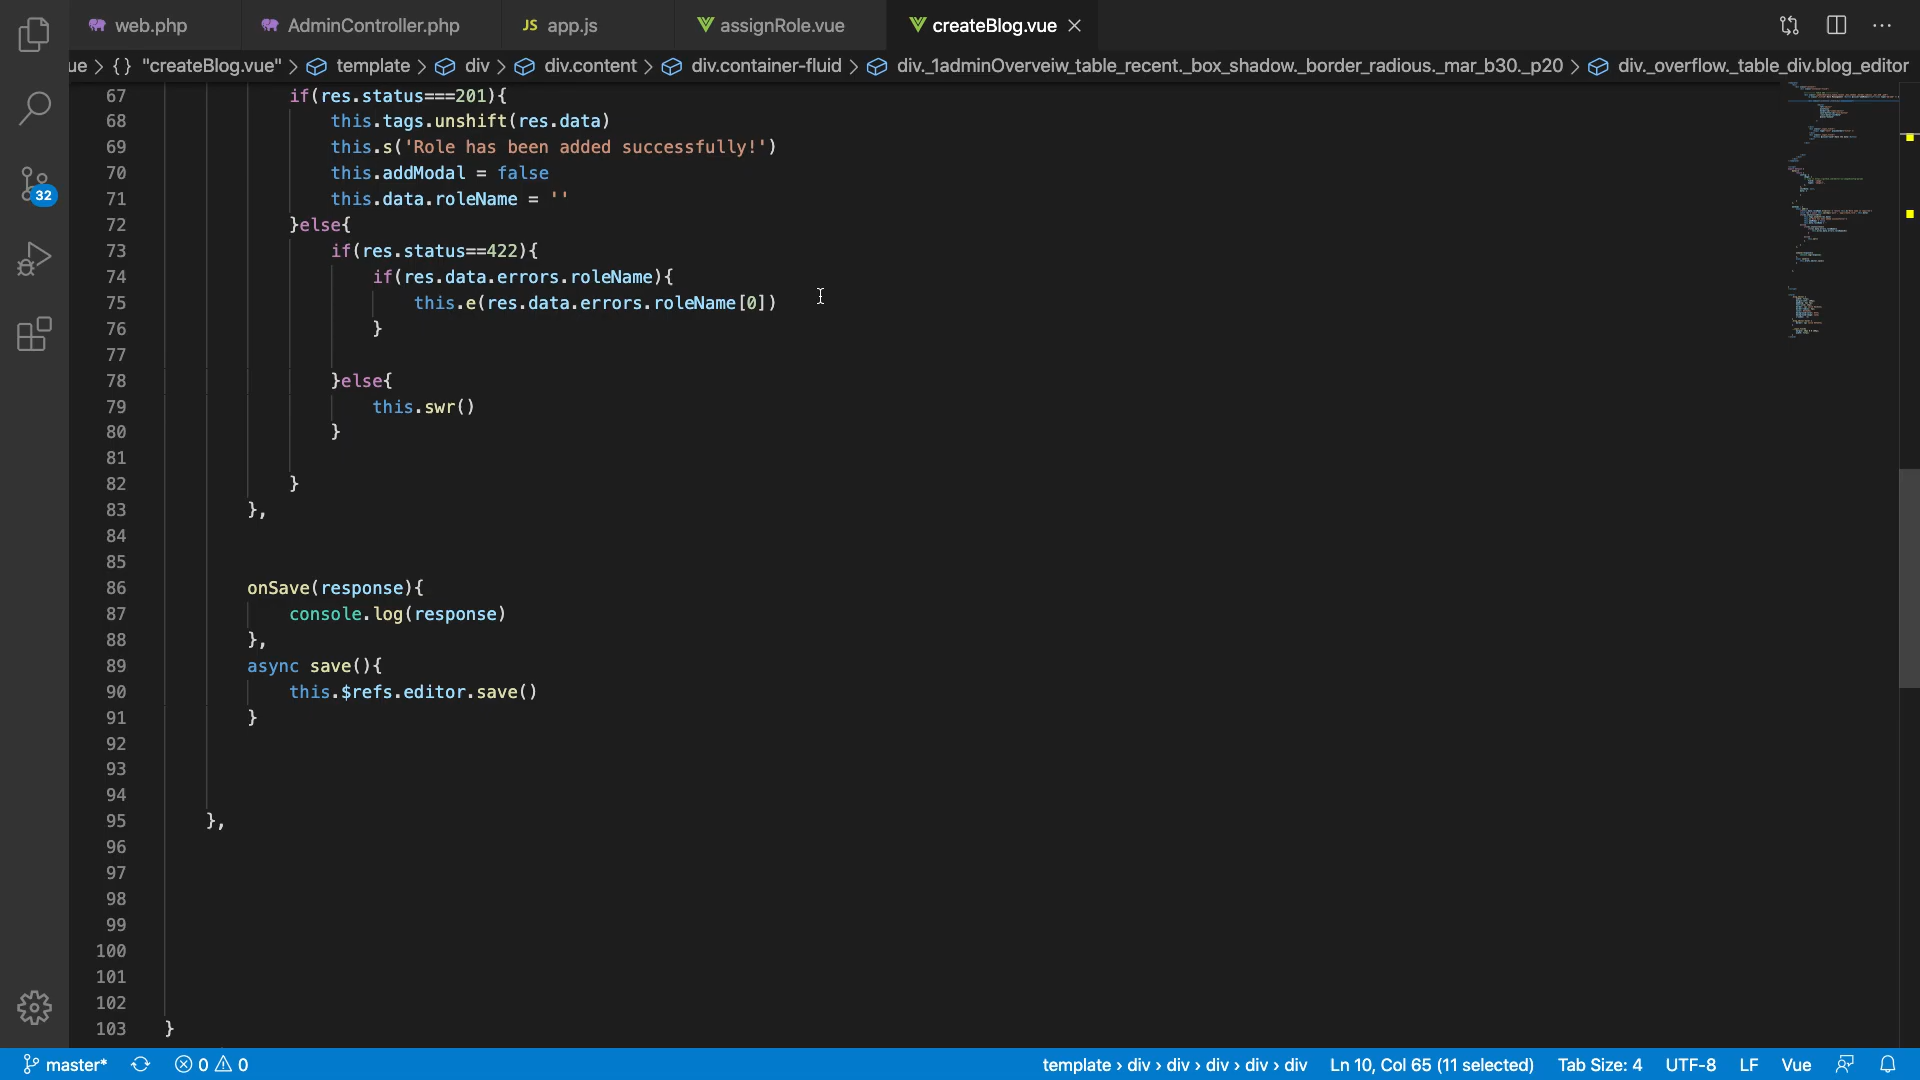 web.php AdminController.php JS app.js assignRole.vue createBlog.vue
ue > {} "createBlog.vue" > template > div > div.content > div.container-fluid > div._1adminOverveiw_table_recent._box_shadow._border_radious._mar_b30._p20 > div._overflow._table_div.blog_editor
67 if(res.status===201){
68 this.tags.unshift(res.data)
69 this.s('Role has been added successfully!')
70 this.addModal = false
71 this.data.roleName = ''
72 }else{
73 if(res.status==422){
74 if(res.data.errors.roleName){
75 this.e(res.data.errors.roleName[0])
76 }
77
78 }else{
79 this.swr()
80 }
81
82 }
83 },
84
85
86 onSave(response){
87 console.log(response)
88 },
89 async save(){
90 this.$refs.editor.save()
91 }
92
93
94
95 },
96
97
98
99
100
101
102
103 }
32
master* 0 0 template > div > div > div > div > div Ln 10, Col 65 (11 selected) Tab Size: 4 UTF-8 LF Vue